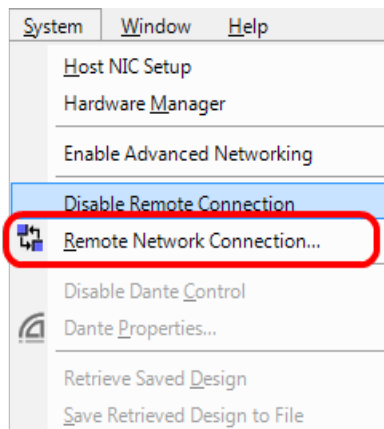 System Window Help
Host NIC Setup
Hardware Manager
Enable Advanced Networking
Disable Remote Connection
Remote Network Connection...
Disable Dante Control
Dante Properties...
Retrieve Saved Design
Save Retrieved Design to File